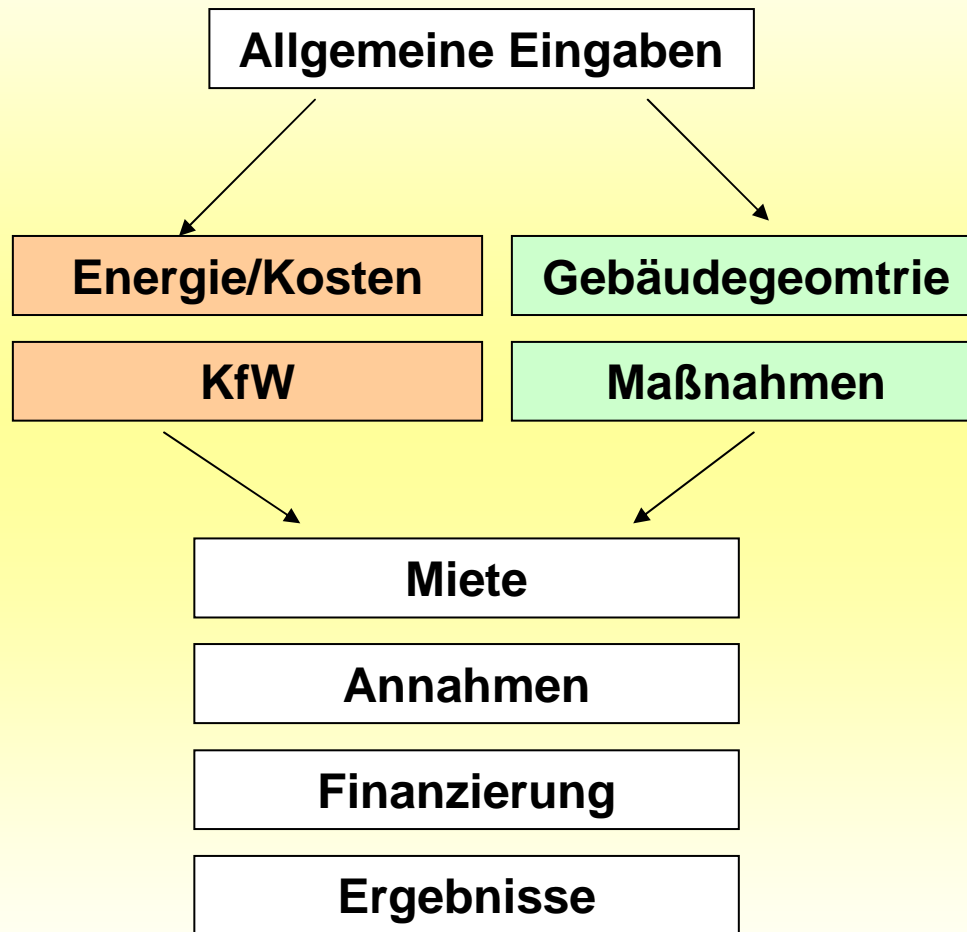 Allgemeine Eingaben
Energie/Kosten
Gebäudegeomtrie
KfW
Maßnahmen
Miete
Annahmen
Finanzierung
Ergebnisse